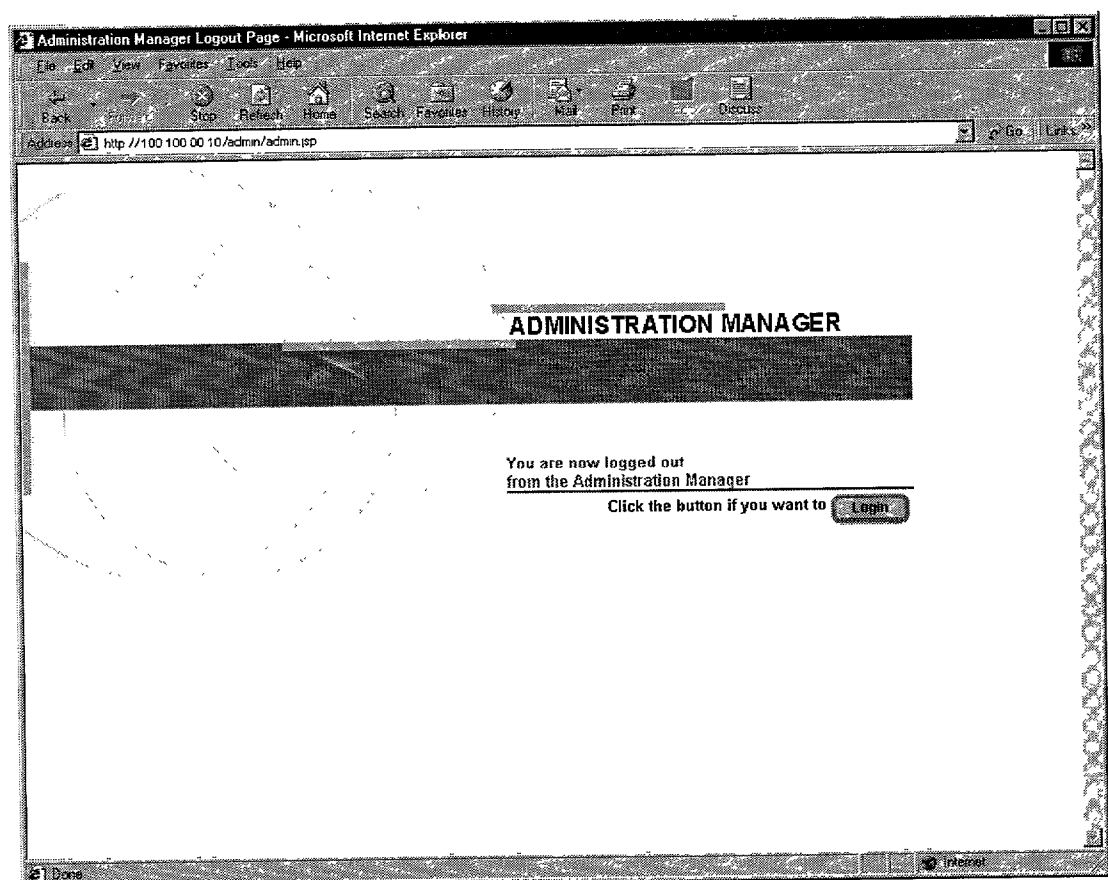 Administration Manager Logout Page - Microsoft Internet Explorer
File Edit View Favorites Tools Help
Back Stop Refresh Home Search Favorites History Mail Print Discuss
Address http //100 100 00 10/admin/admin.jsp Go Links
ADMINISTRATION MANAGER
You are now logged out
from the Administration Manager
Click the button if you want to Login
Done Internet